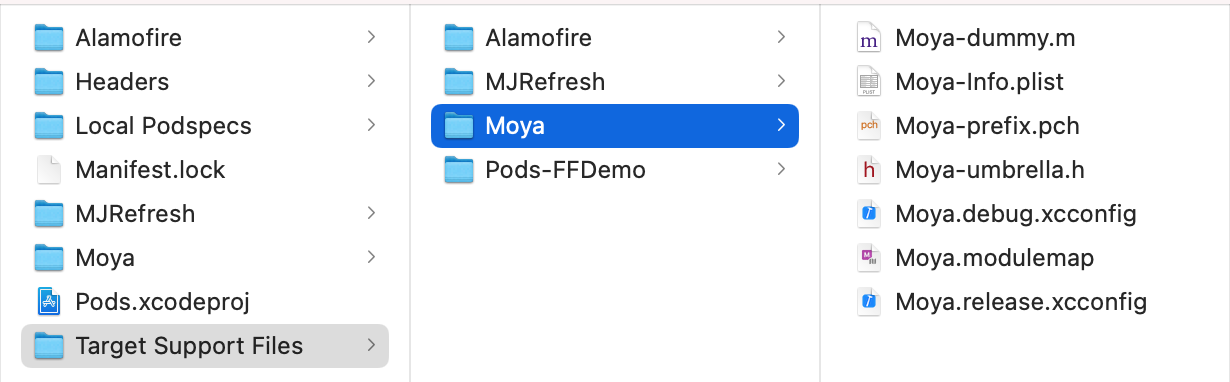 Alamofire
Headers
Local Podspecs
Manifest.lock
MJRefresh
Moya
Pods.xcodeproj
Target Support Files
Alamofire
MJRefresh
Moya
Pods-FFDemo
m Moya-dummy.m
PLIST Moya-Info.plist
pch Moya-prefix.pch
h Moya-umbrella.h
Moya.debug.xcconfig
M Moya.modulemap
Moya.release.xcconfig